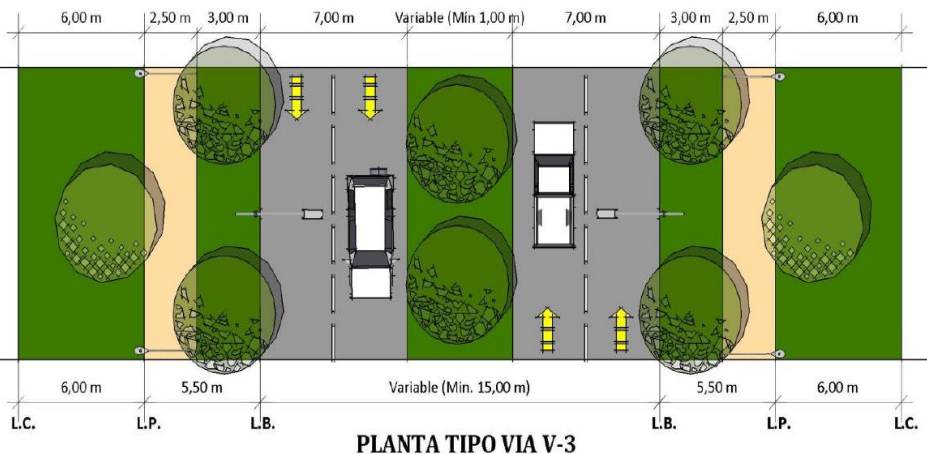 6,00 m 2,50 m 3,00 m 7,00 m Variable (Mín 1,00 m) 7,00 m 3,00 m 2,50 m 6,00 m
6,00 m 5,50 m Variable (Min. 15,00 m) 5,50 m 6,00 m
L.C. L.P. L.B. L.B. L.P. L.C.
PLANTA TIPO VIA V-3